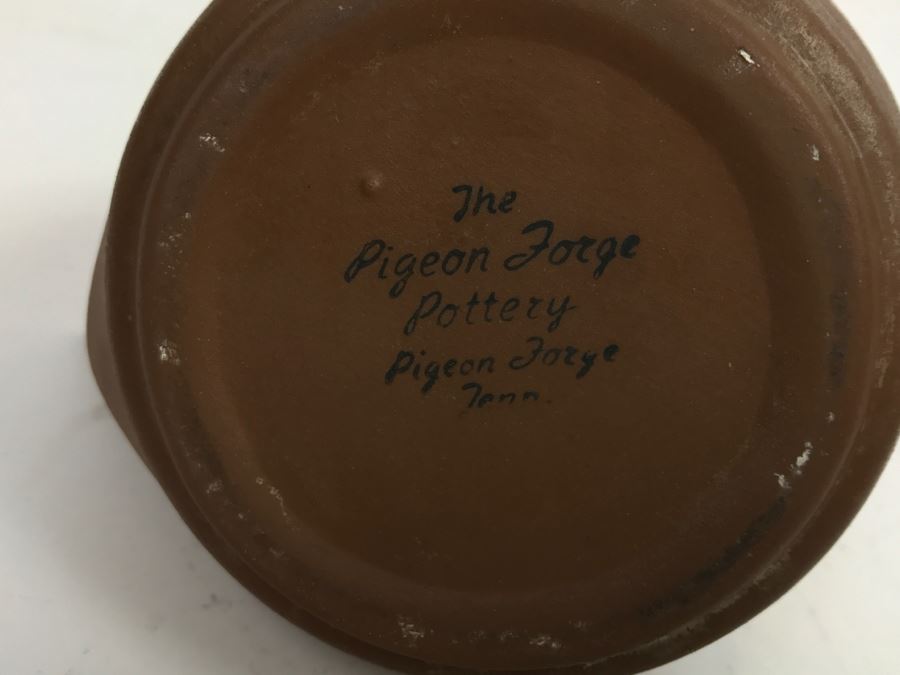 The
Pigeon Forge
Pottery
Pigeon Forge
Tenn.